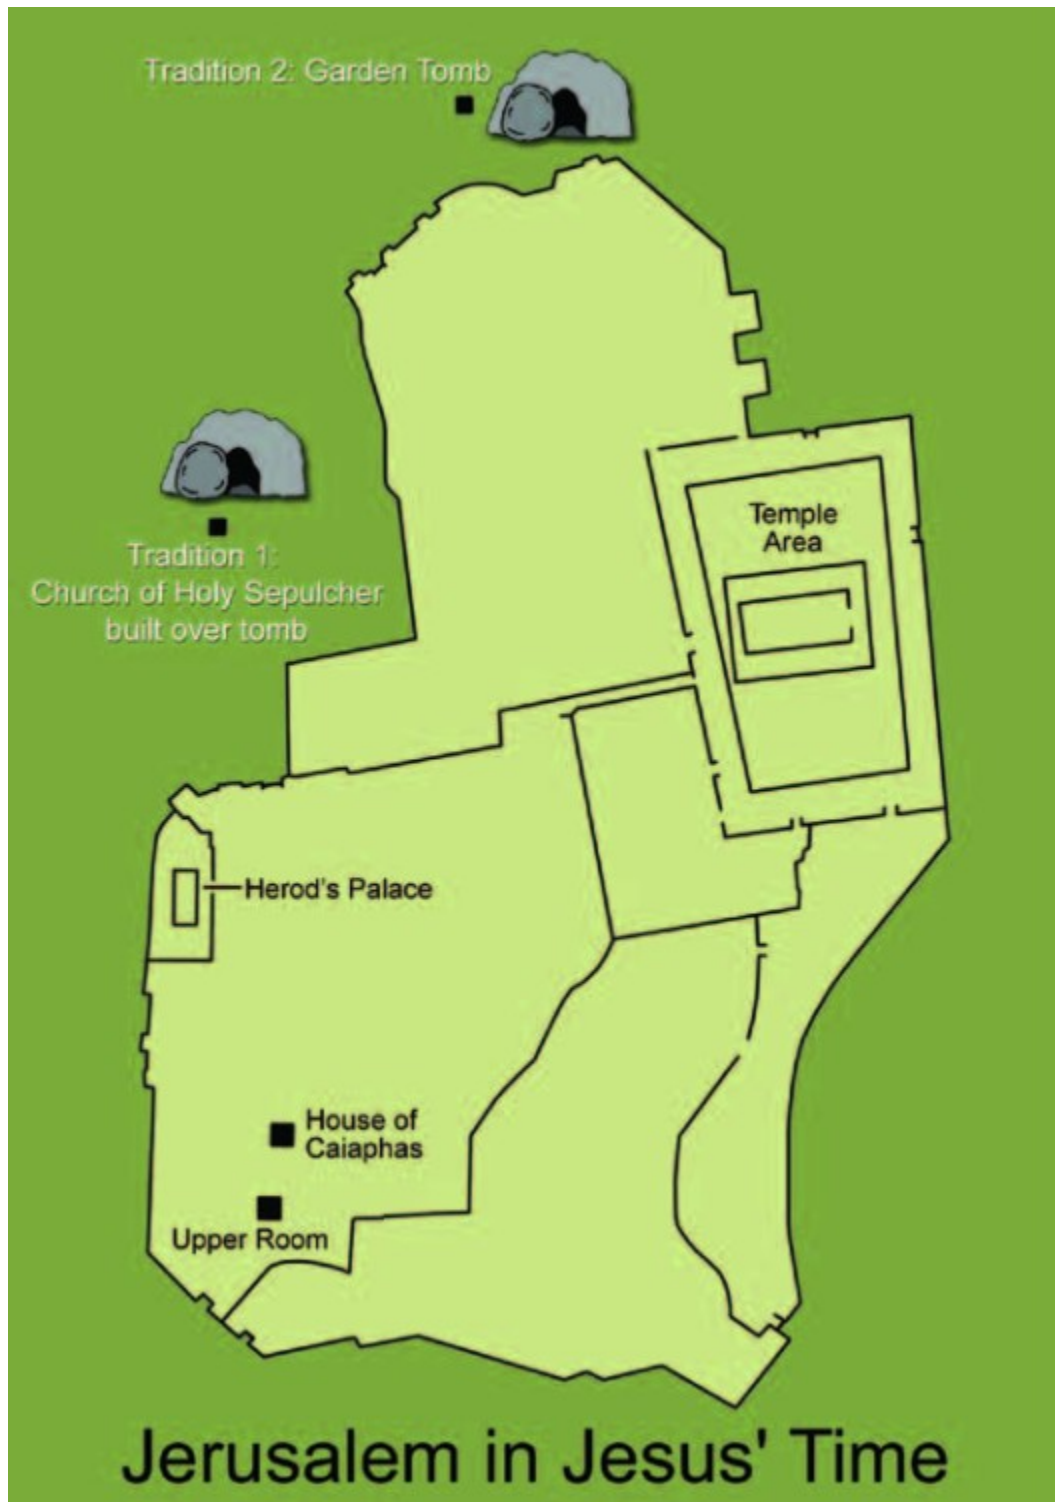 Tradition 2: Garden Tomb
Temple
Area
Tradition 1:
Church of Holy Sepulcher
built over tomb
Herod's Palace
House of
Caiaphas
Upper Room
Jerusalem in Jesus' Time